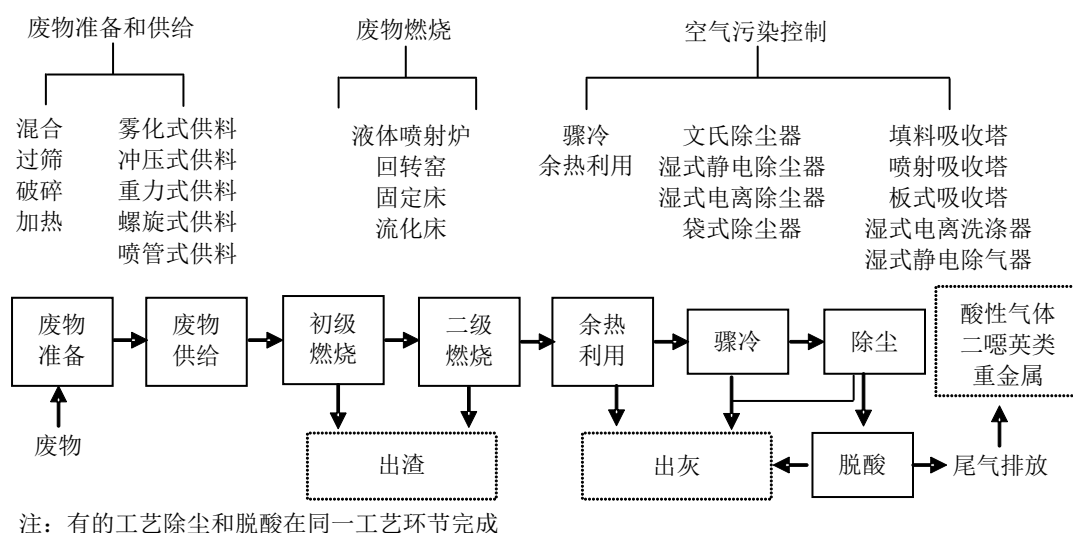 废物准备和供给
废物燃烧
空气污染控制
混合
过筛
破碎
加热
雾化式供料
冲压式供料
重力式供料
螺旋式供料
喷管式供料
液体喷射炉
回转窑
固定床
流化床
骤冷
余热利用
文氏除尘器
湿式静电除尘器
湿式电离除尘器
袋式除尘器
填料吸收塔
喷射吸收塔
板式吸收塔
湿式电离洗涤器
湿式静电除气器
废物
准备
废物
供给
初级
燃烧
二级
燃烧
余热
利用
骤冷
除尘
酸性气体
二噁英类
重金属
废物
出渣
出灰
脱酸
尾气排放
注：有的工艺除尘和脱酸在同一工艺环节完成